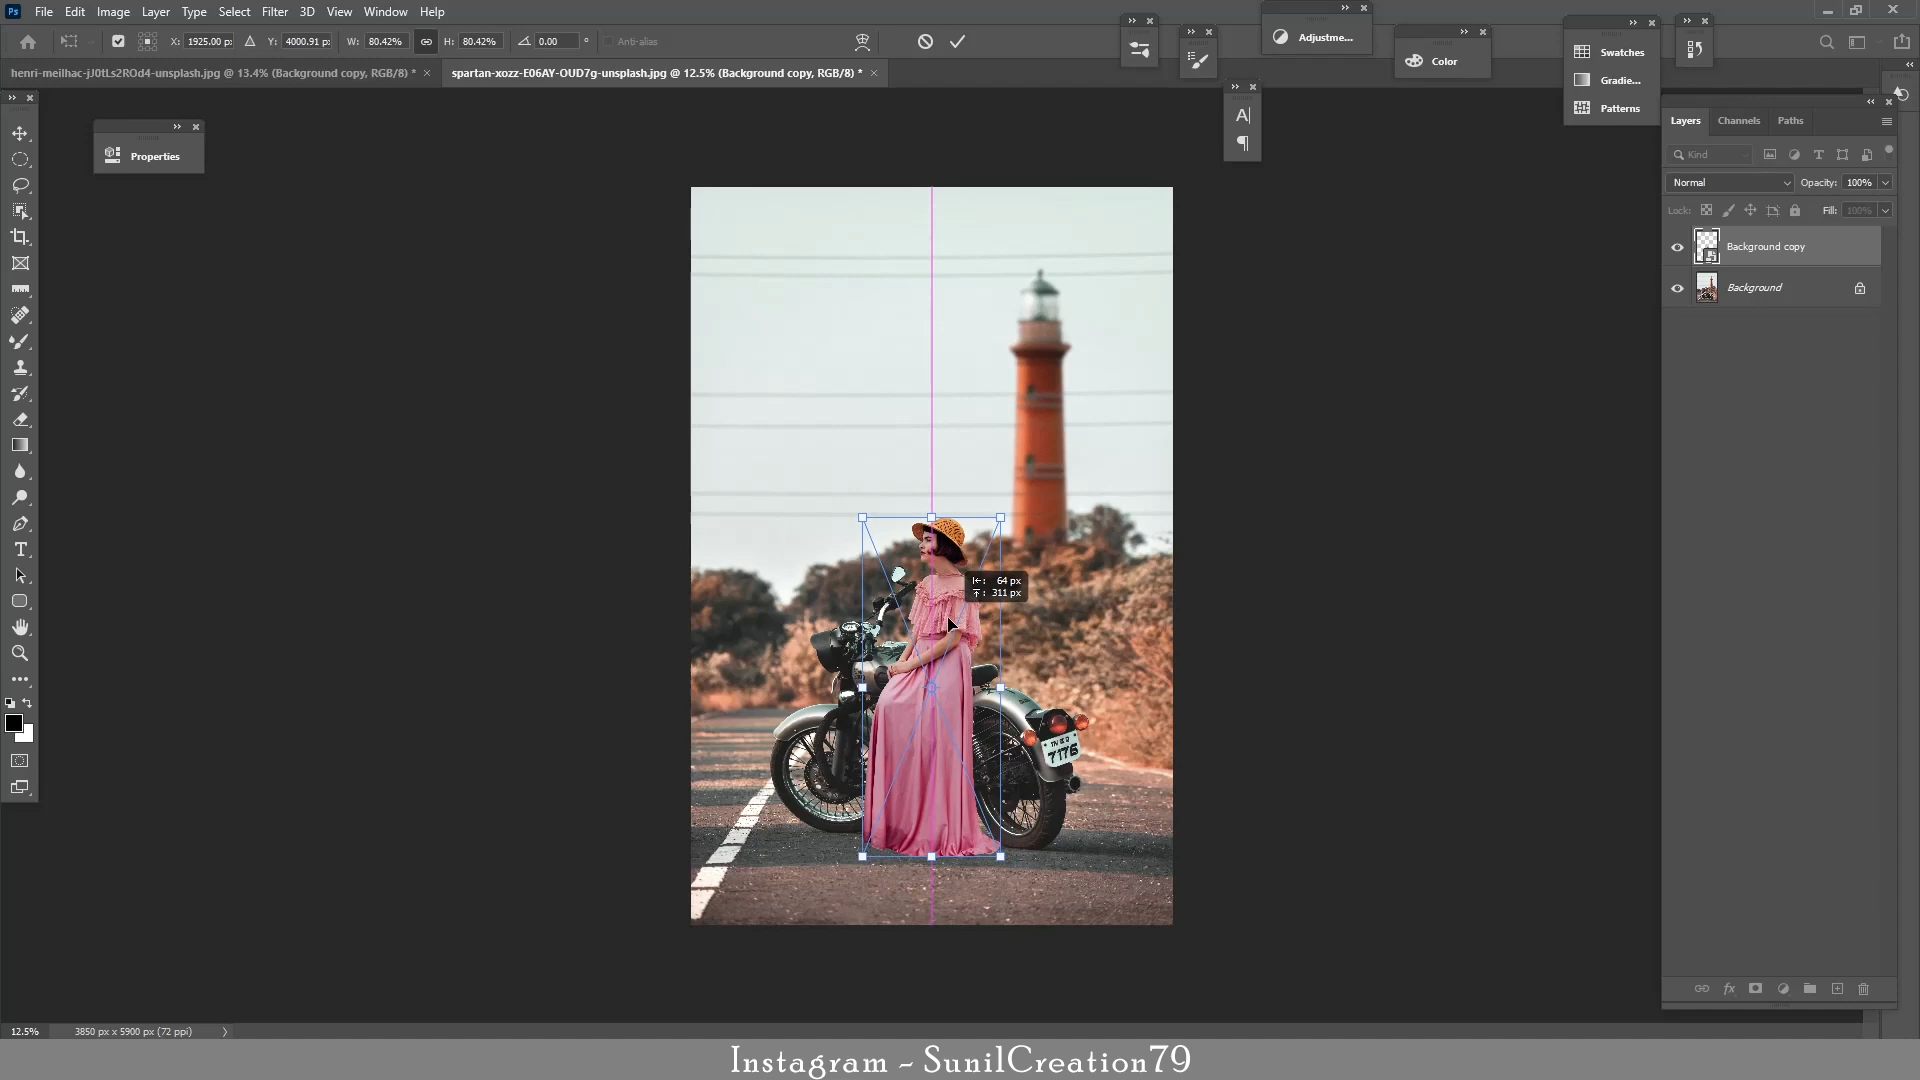 Ps File Edit Image Layer Type Select Filter 3D View Window Help
X: 1925.00 p: Y: 4000.91 p: W: 80.42% H: 80.42% 0.00 ° Anti-alias
henri-meilhac-jJ0tLs2ROd4-unsplash.jpg @ 13.4% (Background copy, RGB/8) * ×
spartan-xozz-E06AY-OUD7g-unsplash.jpg @ 12.5% (Background copy, RGB/8) * ×
Adjustme...
Color
Swatches
Gradie...
Patterns
A|
¶
Properties
Layers Channels Paths
Kind
Normal Opacity: 100%
Lock: Fill: 100%
Background copy
Background
64 px
311 px
7176
12.5% 3850 px x 5900 px (72 ppi)
Instagram - SunilCreation79